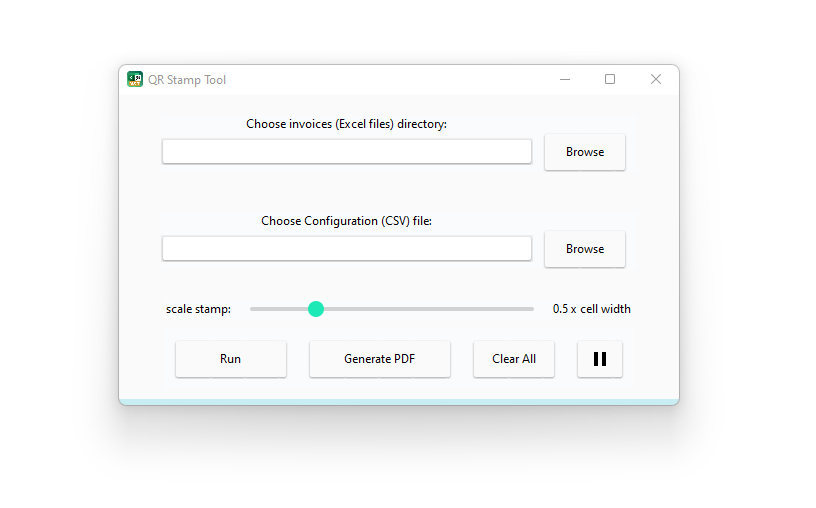 QR Stamp Tool
Choose invoices (Excel files) directory:
Browse
Choose Configuration (CSV) file:
Browse
scale stamp:
0.5 x cell width
Run
Generate PDF
Clear All